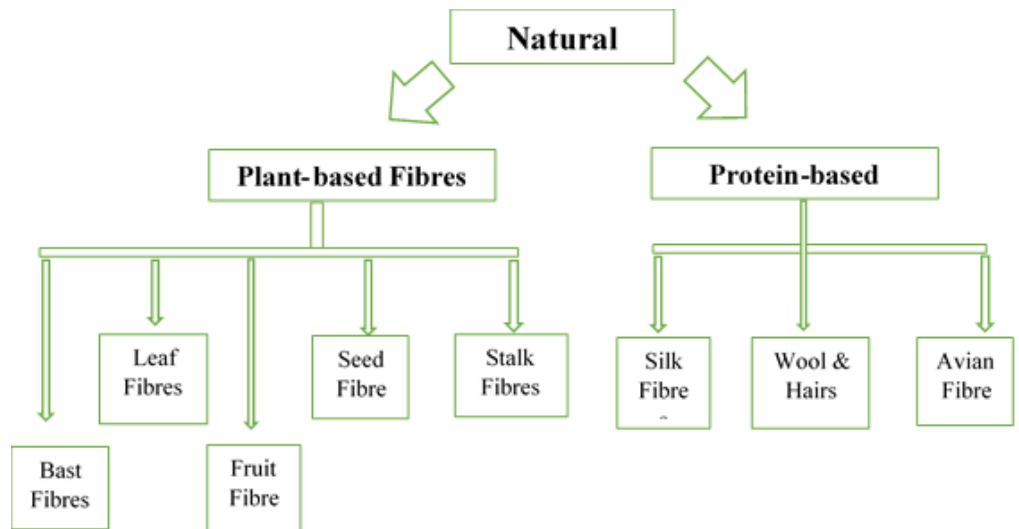 Natural
Plant-based Fibres
Protein-based
Leaf
Fibres
Seed
Fibre
Stalk
Fibres
Silk
Fibre
Wool &
Hairs
Avian
Fibre
Bast
Fibres
Fruit
Fibre